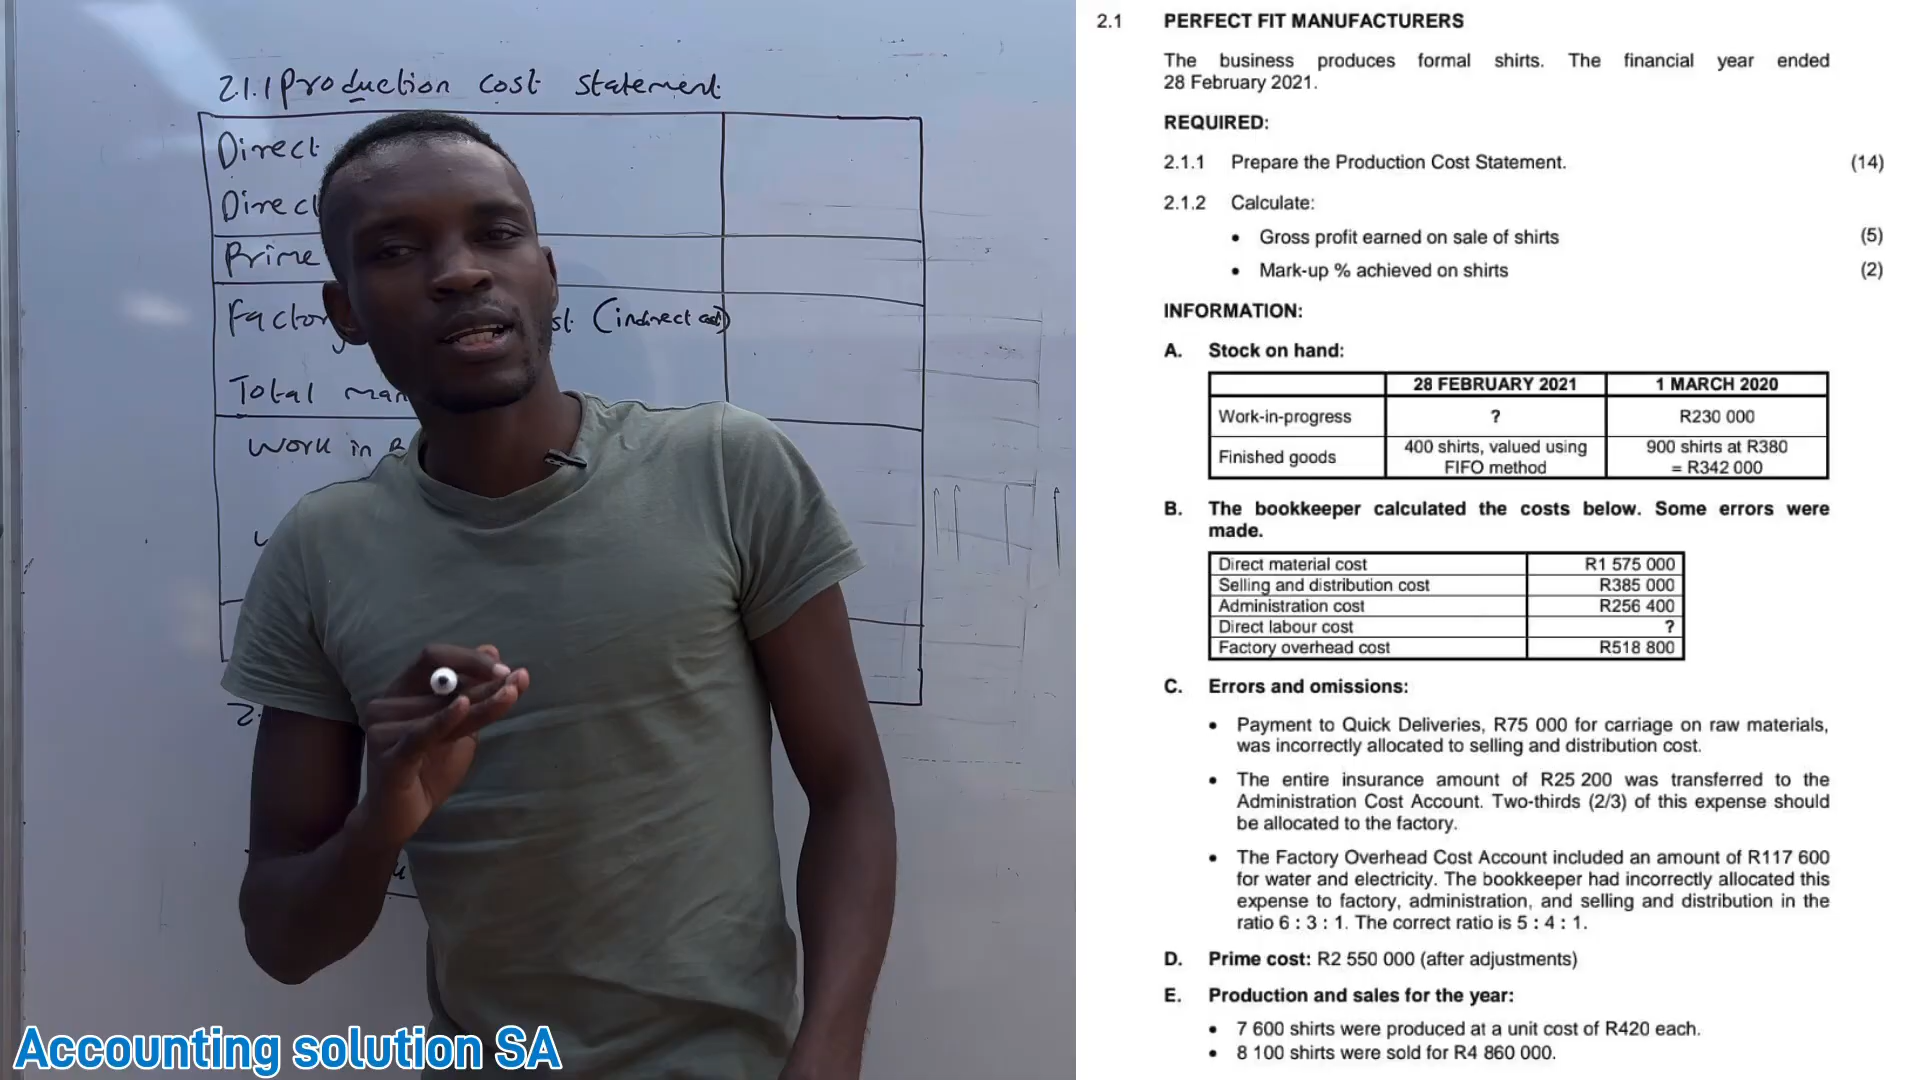 2.1.1 Production cost statement
Direct
Direct
Prime
Factor
st (indirect cost)
Total man
Work in
Accounting solution SA
2.1 PERFECT FIT MANUFACTURERS
The business produces formal shirts. The financial year ended
28 February 2021.
REQUIRED:
2.1.1 Prepare the Production Cost Statement. (14)
2.1.2 Calculate:
• Gross profit earned on sale of shirts (5)
• Mark-up % achieved on shirts (2)
INFORMATION:
A. Stock on hand:
28 FEBRUARY 2021 1 MARCH 2020
Work-in-progress ? R230 000
Finished goods 400 shirts, valued using FIFO method 900 shirts at R380 = R342 000
B. The bookkeeper calculated the costs below. Some errors were
made.
Direct material cost R1 575 000
Selling and distribution cost R385 000
Administration cost R256 400
Direct labour cost ?
Factory overhead cost R518 800
C. Errors and omissions:
• Payment to Quick Deliveries, R75 000 for carriage on raw materials,
was incorrectly allocated to selling and distribution cost.
• The entire insurance amount of R25 200 was transferred to the
Administration Cost Account. Two-thirds (2/3) of this expense should
be allocated to the factory.
• The Factory Overhead Cost Account included an amount of R117 600
for water and electricity. The bookkeeper had incorrectly allocated this
expense to factory, administration, and selling and distribution in the
ratio 6 : 3 : 1. The correct ratio is 5 : 4 : 1.
D. Prime cost: R2 550 000 (after adjustments)
E. Production and sales for the year:
• 7 600 shirts were produced at a unit cost of R420 each.
• 8 100 shirts were sold for R4 860 000.